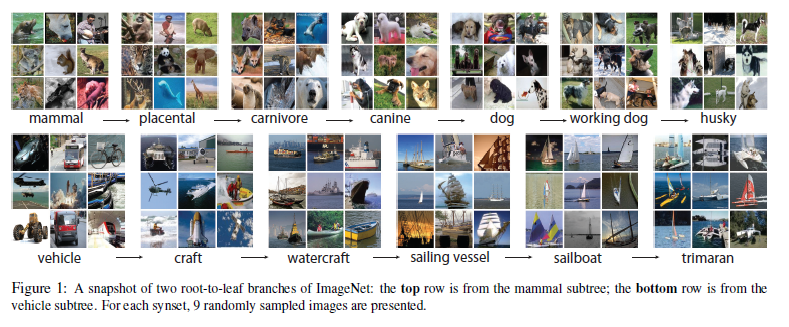 mammal → placental → carnivore → canine → dog → working dog → husky
vehicle → craft → watercraft → sailing vessel → sailboat → trimaran
Figure 1: A snapshot of two root-to-leaf branches of ImageNet: the top row is from the mammal subtree; the bottom row is from the
vehicle subtree. For each synset, 9 randomly sampled images are presented.